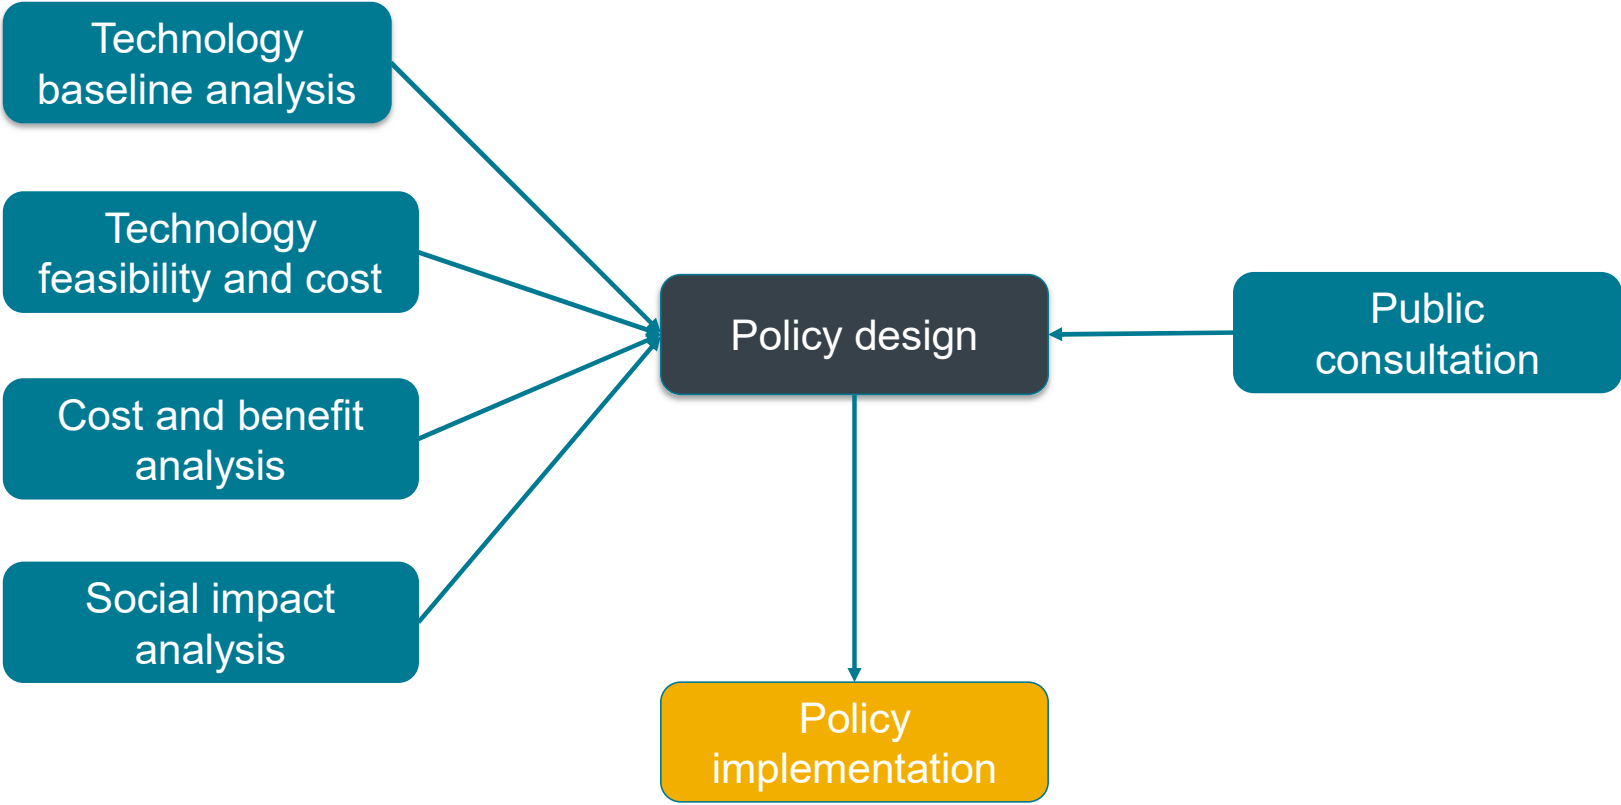 Technology
baseline analysis
Technology
feasibility and cost
Cost and benefit
analysis
Social impact
analysis
Policy design
Public
consultation
Policy
implementation